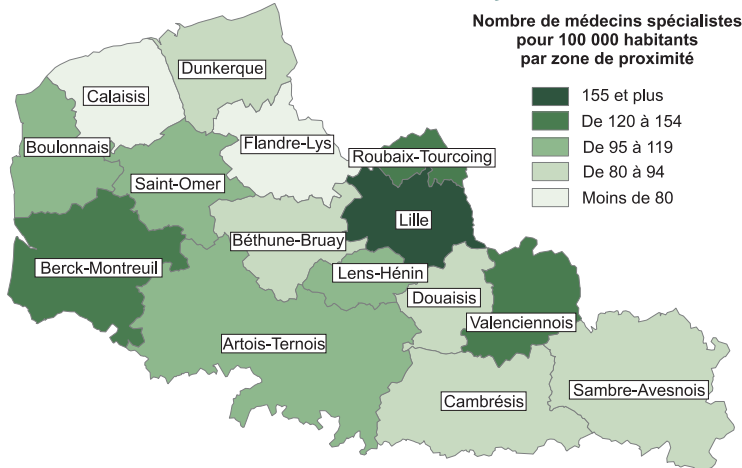 Nombre de médecins spécialistes
pour 100 000 habitants
par zone de proximité
155 et plus
De 120 à 154
De 95 à 119
De 80 à 94
Moins de 80
Dunkerque
Calaisis
Flandre-Lys
Boulonnais
Roubaix-Tourcoing
Saint-Omer
Lille
Béthune-Bruay
Berck-Montreuil
Lens-Hénin
Douaisis
Valenciennois
Artois-Ternois
Sambre-Avesnois
Cambrésis